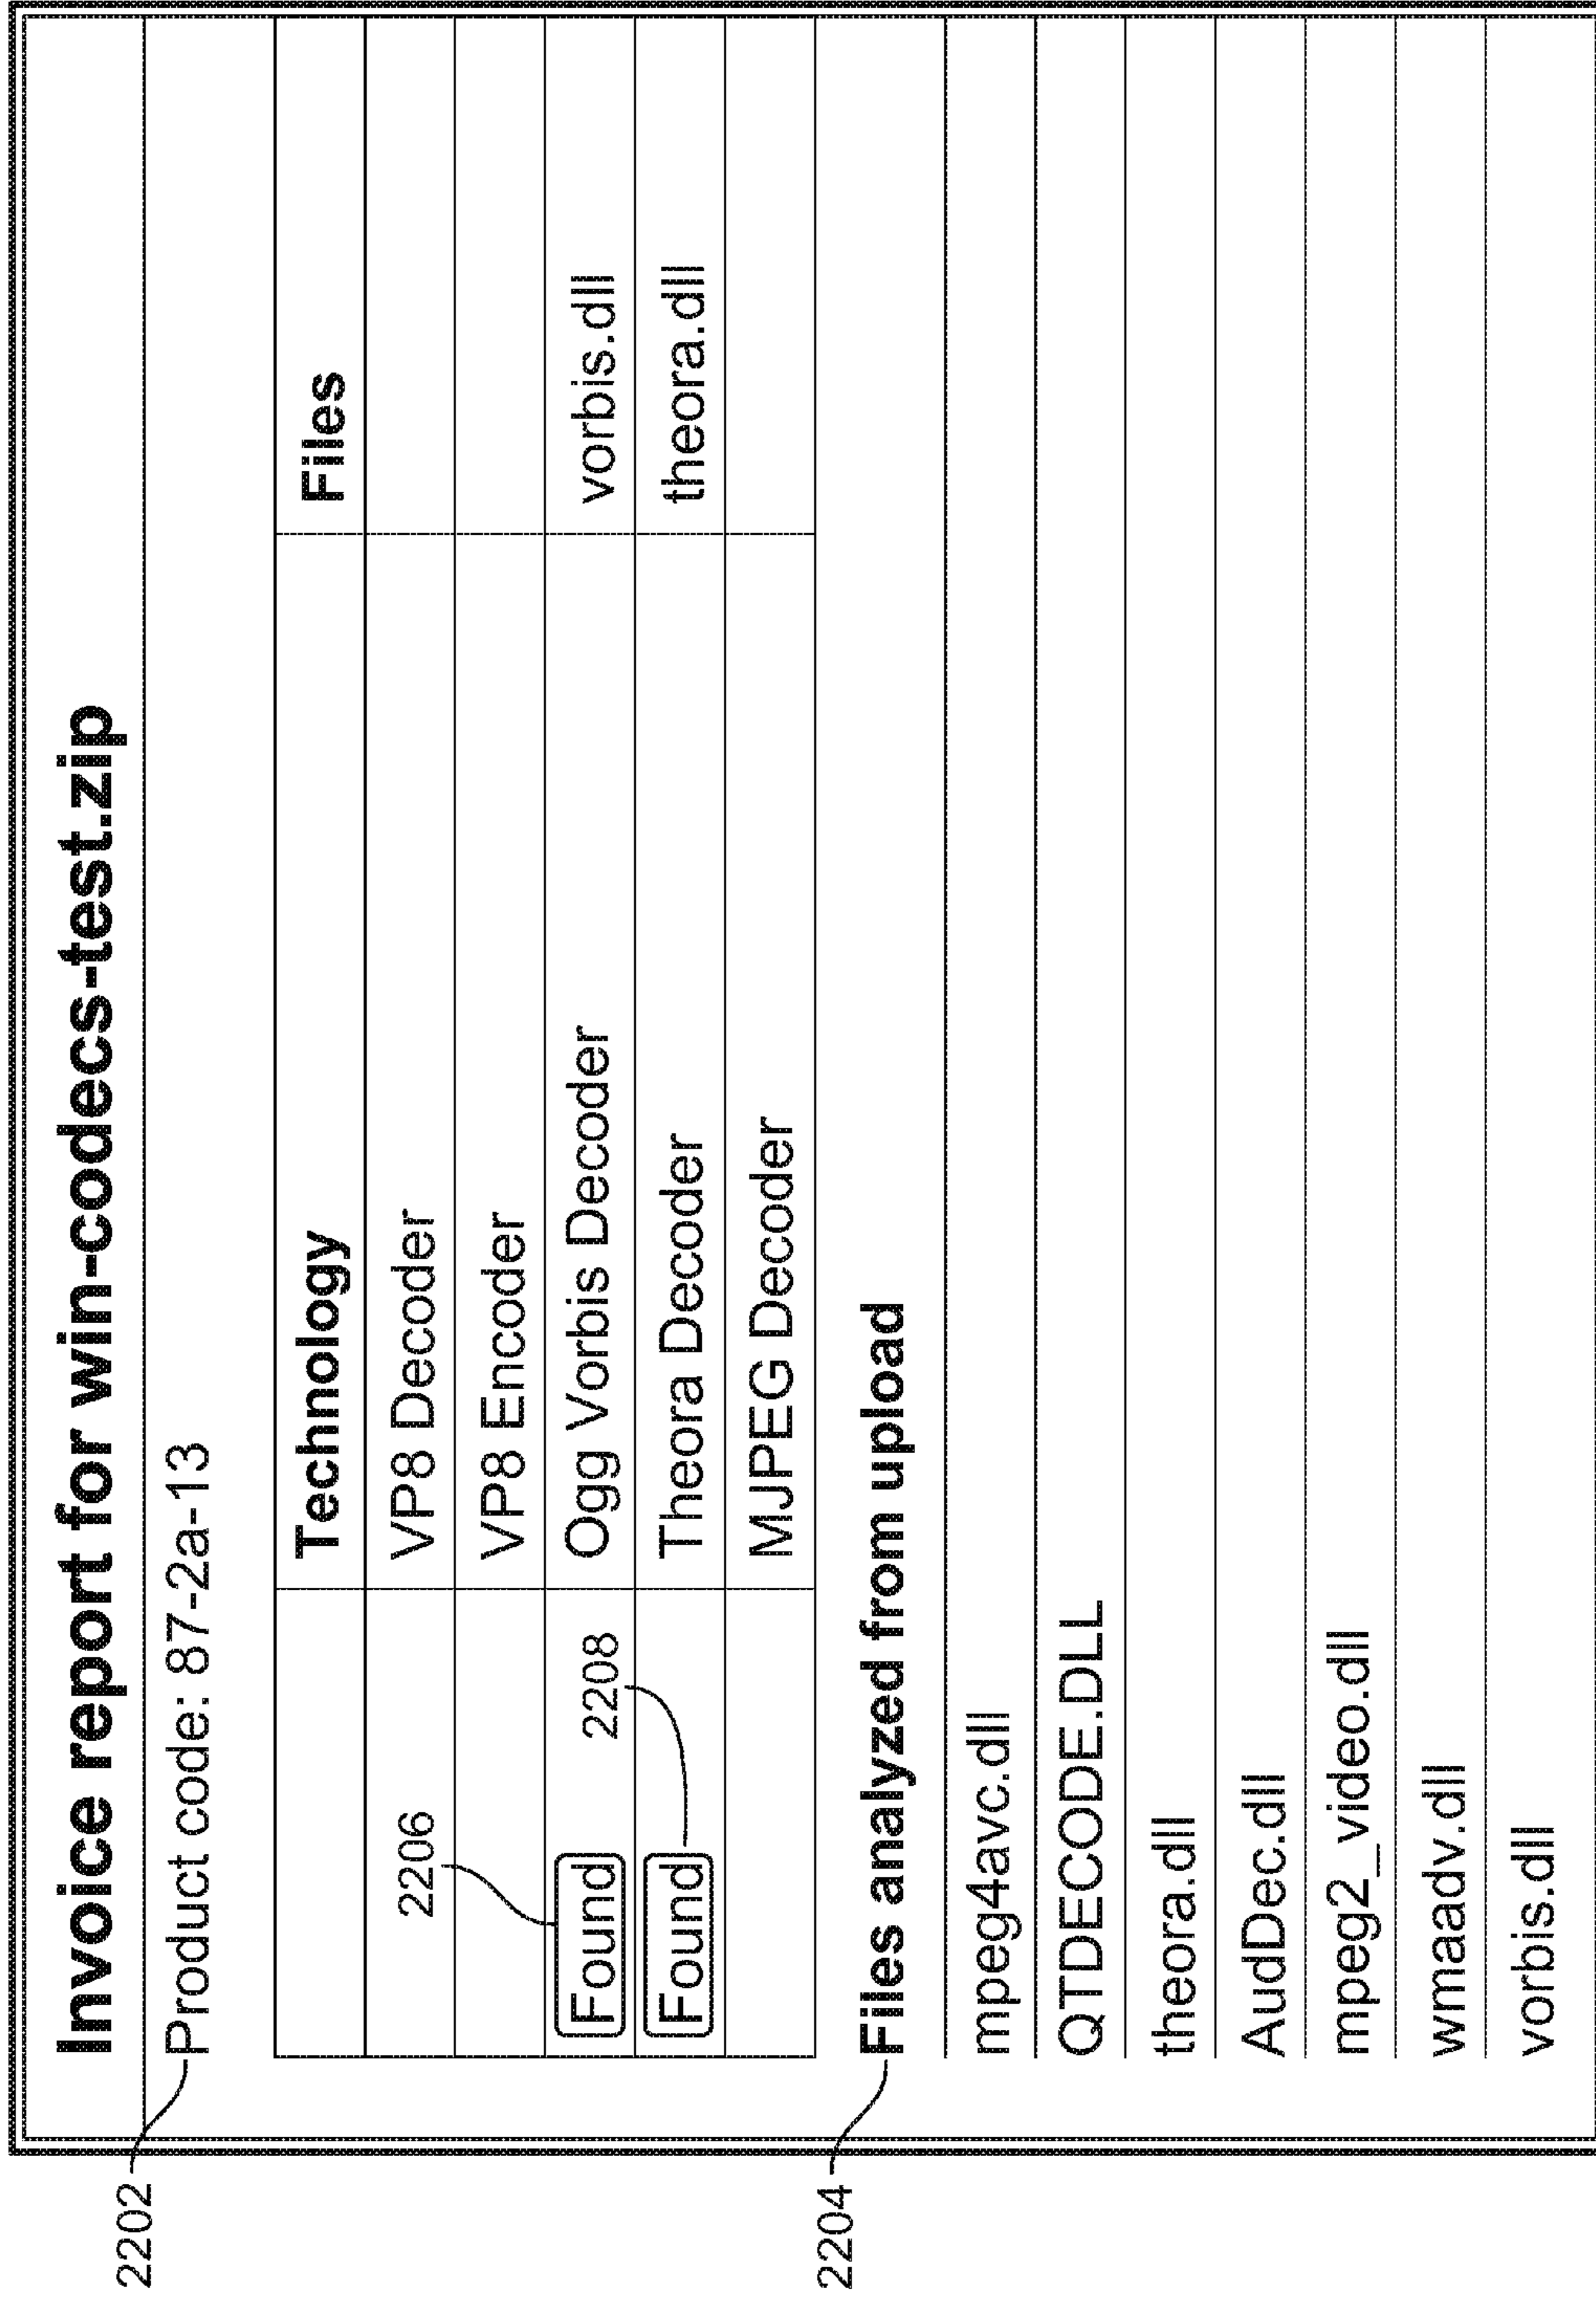 Invoice report for win-codecs-test.zip
2202
Product code: 87-2a-13
Technology Files
2206
VP8 Decoder
VP8 Encoder
Found 2208 Ogg Vorbis Decoder vorbis.dll
Found Theora Decoder theora.dll
MJPEG Decoder
2204
Files analyzed from upload
mpeg4avc.dll
QTDECODE.DLL
theora.dll
AudDec.dll
mpeg2_video.dll
wmaadv.dll
vorbis.dll